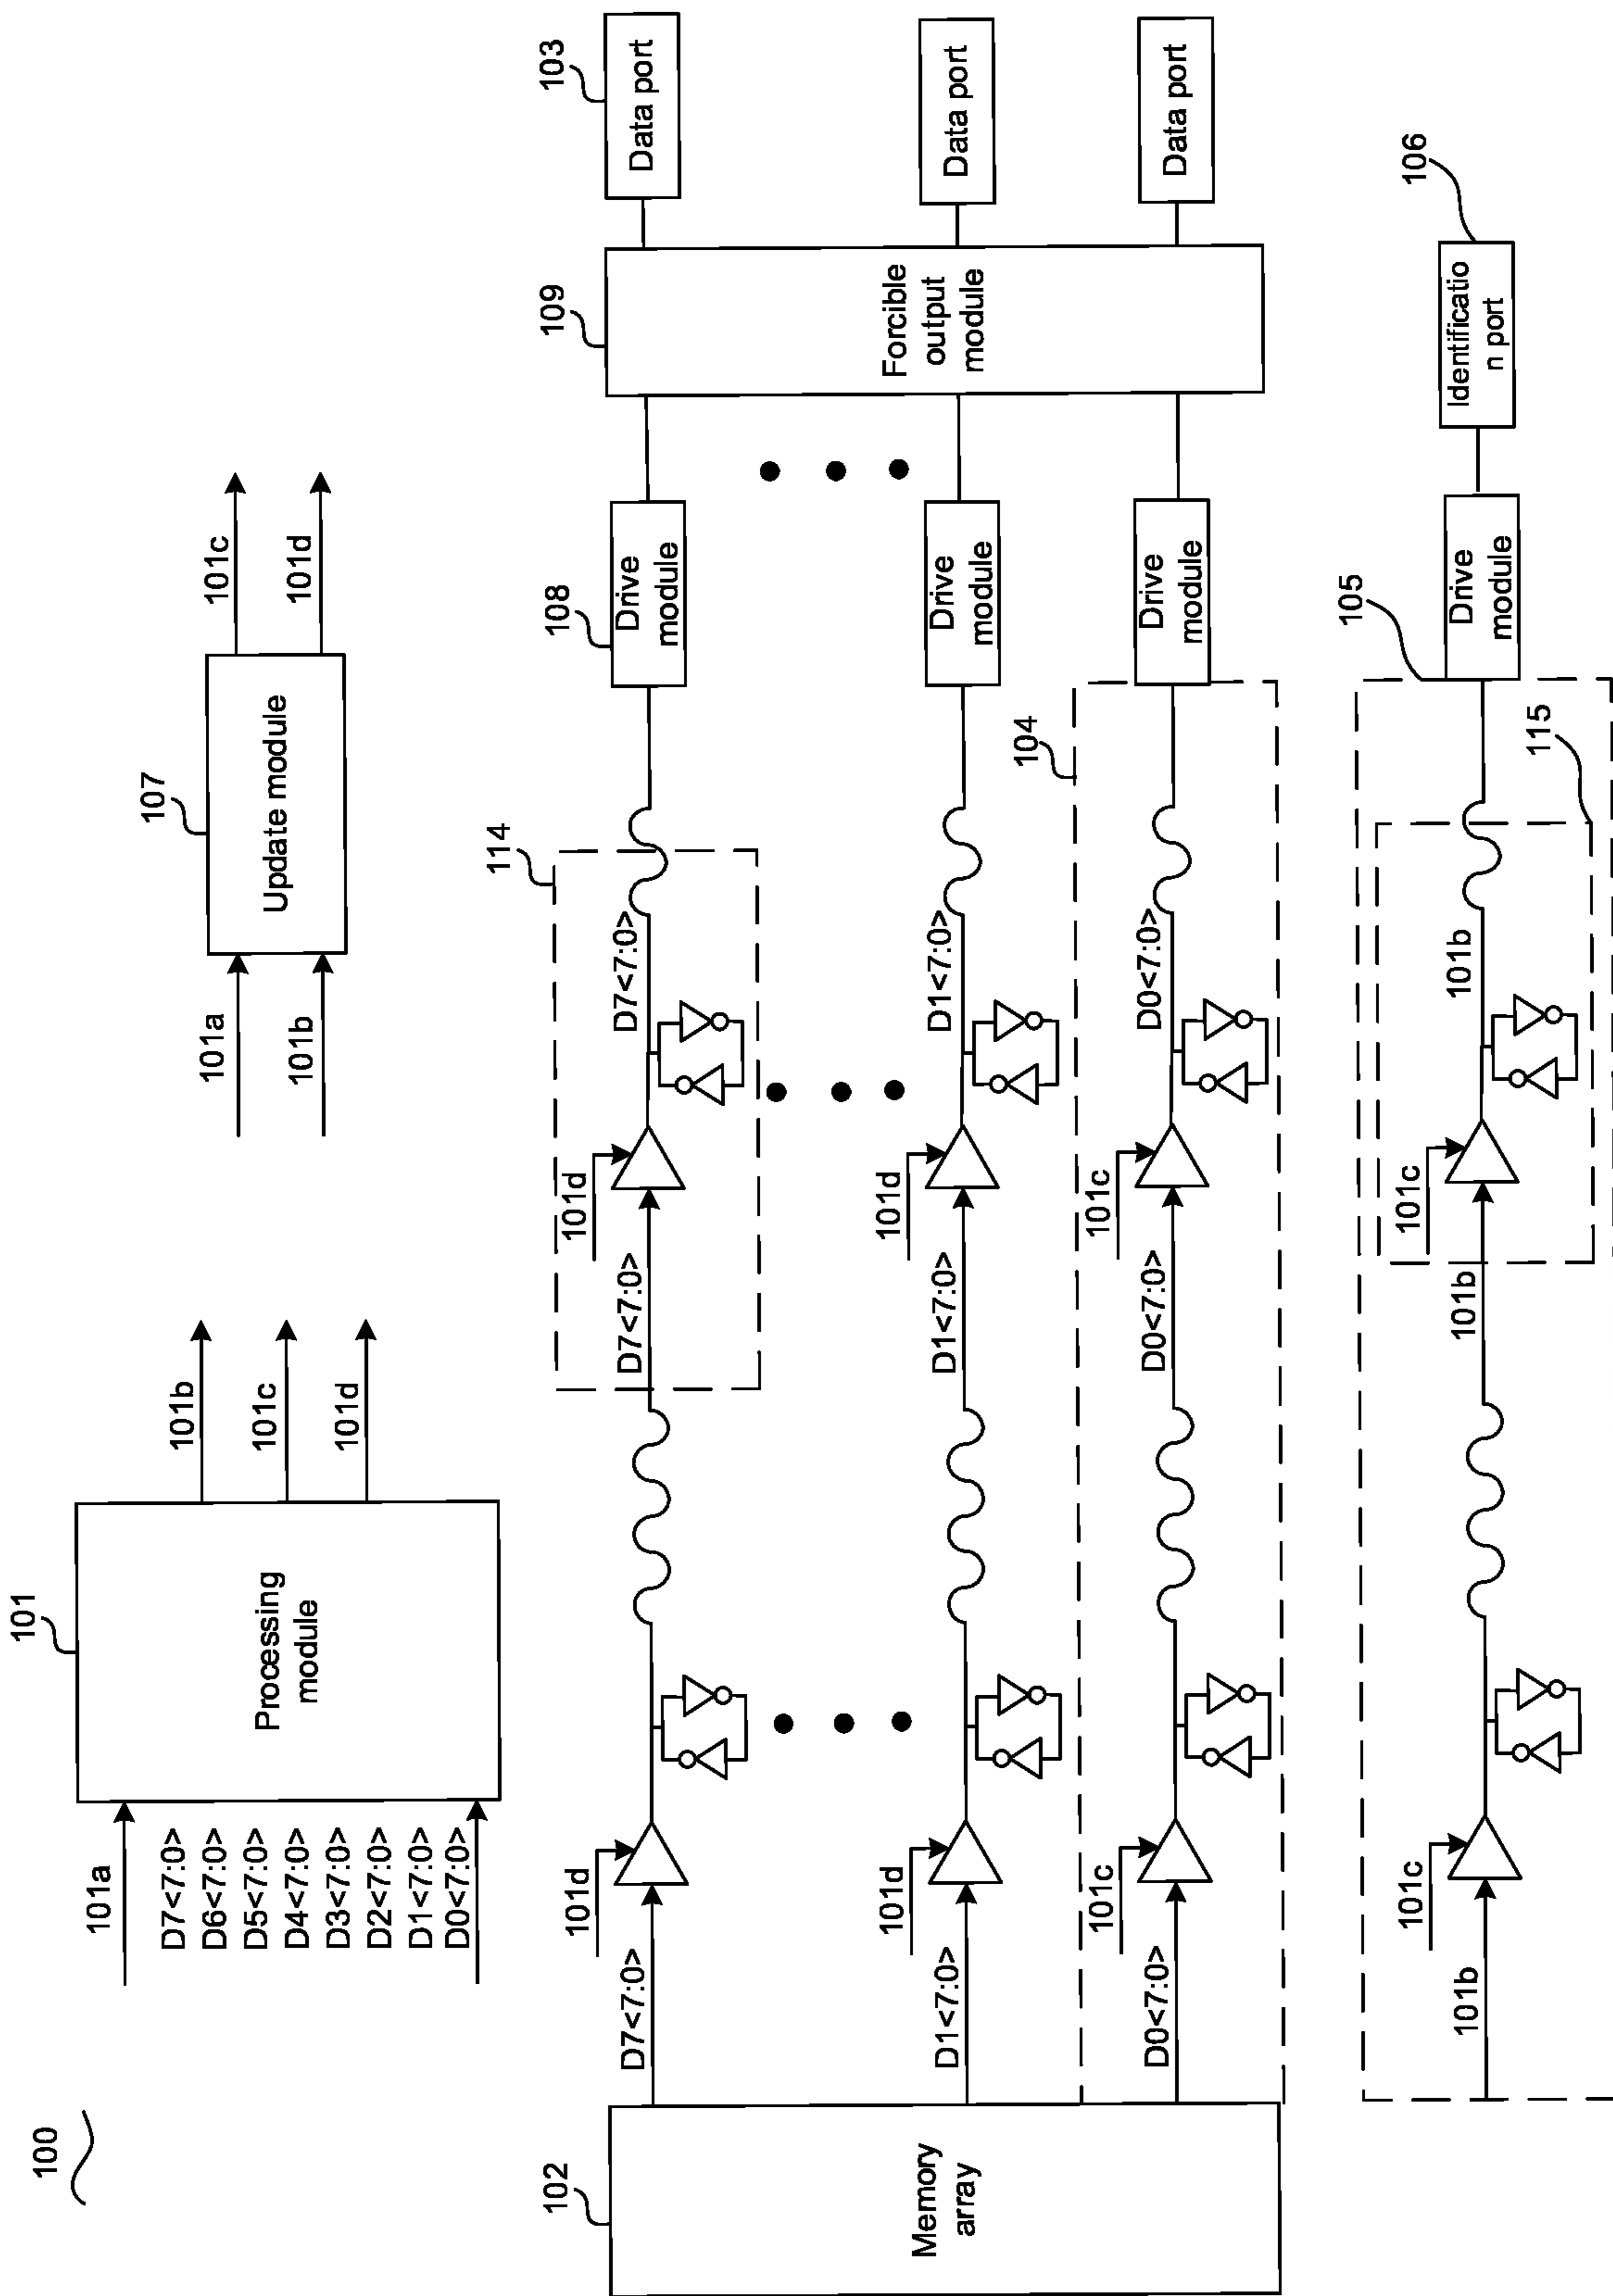 100
101
Processing
module
101a
D7<7:0>
D6<7:0>
D5<7:0>
D4<7:0>
D3<7:0>
D2<7:0>
D1<7:0>
D0<7:0>
101b
101c
101d
107
Update module
101a
101b
101c
101d
102
Memory
array
D7<7:0>
101d
114
D7<7:0>
101d
D7<7:0>
108
Drive
module
109
Forcible
output
module
103
Data port
D1<7:0>
101d
D1<7:0>
101d
D1<7:0>
Drive
module
Data port
104
D0<7:0>
101c
D0<7:0>
101c
D0<7:0>
Drive
module
Data port
105
115
101b
101c
101b
101c
101b
Drive
module
106
Identificatio
n port